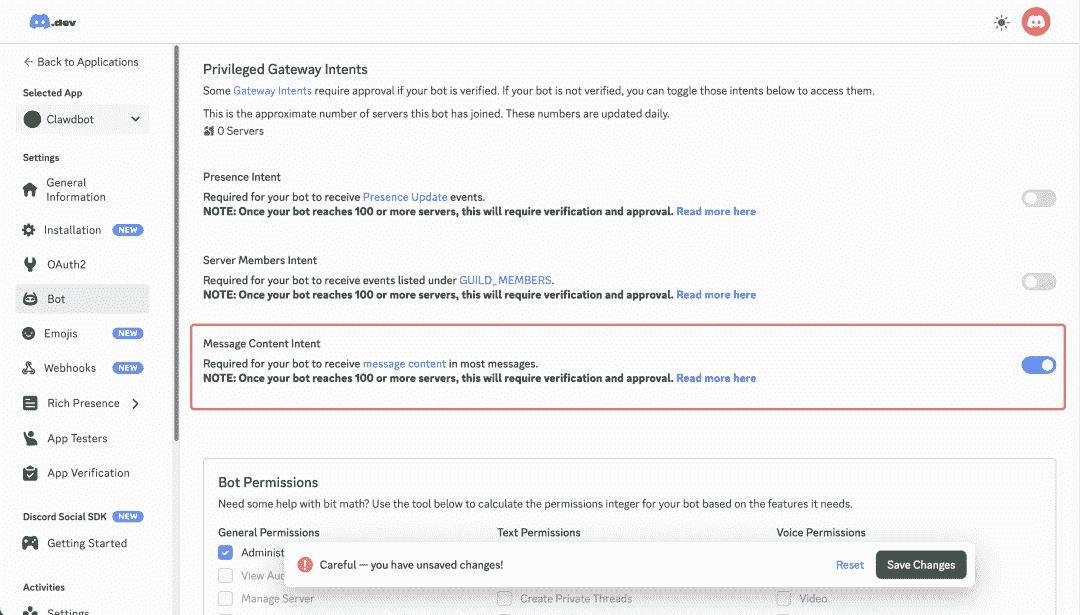 .dev
Back to Applications
Selected App
Clawdbot
Settings
General
Information
Installation NEW
OAuth2
Bot
Emojis NEW
Webhooks NEW
Rich Presence
App Testers
App Verification
Discord Social SDK NEW
Getting Started
Activities
Settings
Privileged Gateway Intents
Some Gateway Intents require approval if your bot is verified. If your bot is not verified, you can toggle those intents below to access them.
This is the approximate number of servers this bot has joined. These numbers are updated daily.
0 Servers
Presence Intent
Required for your bot to receive Presence Update events.
NOTE: Once your bot reaches 100 or more servers, this will require verification and approval. Read more here
Server Members Intent
Required for your bot to receive events listed under GUILD_MEMBERS.
NOTE: Once your bot reaches 100 or more servers, this will require verification and approval. Read more here
Message Content Intent
Required for your bot to receive message content in most messages.
NOTE: Once your bot reaches 100 or more servers, this will require verification and approval. Read more here
Bot Permissions
Need some help with bit math? Use the tool below to calculate the permissions integer for your bot based on the features it needs.
General Permissions Text Permissions Voice Permissions
Administ
View Au
Careful — you have unsaved changes! Reset Save Changes
Manage Server Create Private Threads Video